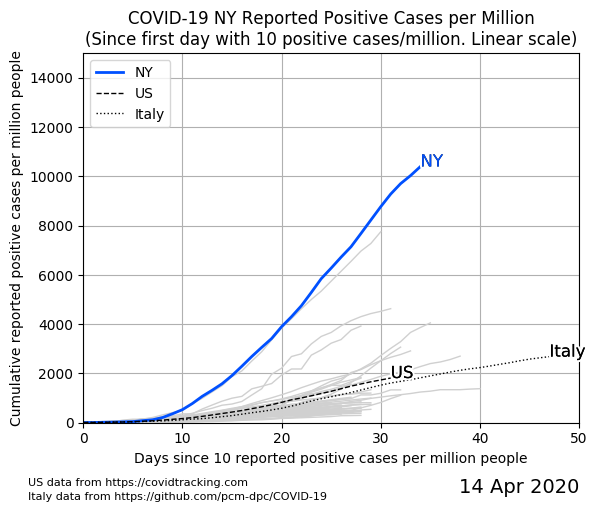 COVID-19 NY Reported Positive Cases per Million
(Since first day with 10 positive cases/million. Linear scale)
Cumulative reported positive cases per million people
14000
12000
10000
8000
6000
4000
2000
0
NY
US
Italy
NY
US
Italy
0 10 20 30 40 50
Days since 10 reported positive cases per million people
US data from https://covidtracking.com
Italy data from https://github.com/pcm-dpc/COVID-19
14 Apr 2020